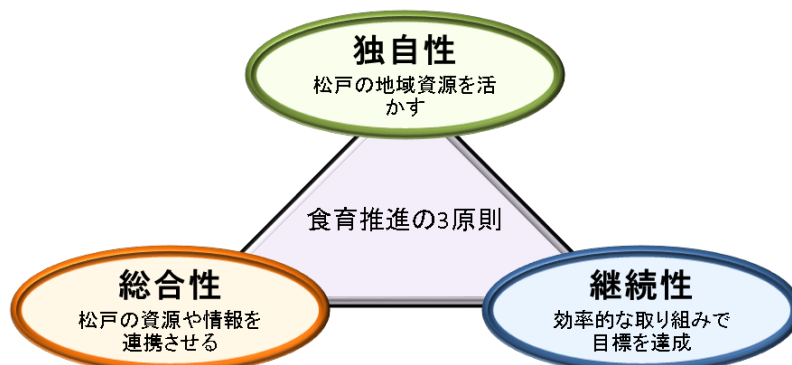 独自性
松戸の地域資源を活
かす
食育推進の3原則
総合性
松戸の資源や情報を
連携させる
継続性
効率的な取り組みで
目標を達成